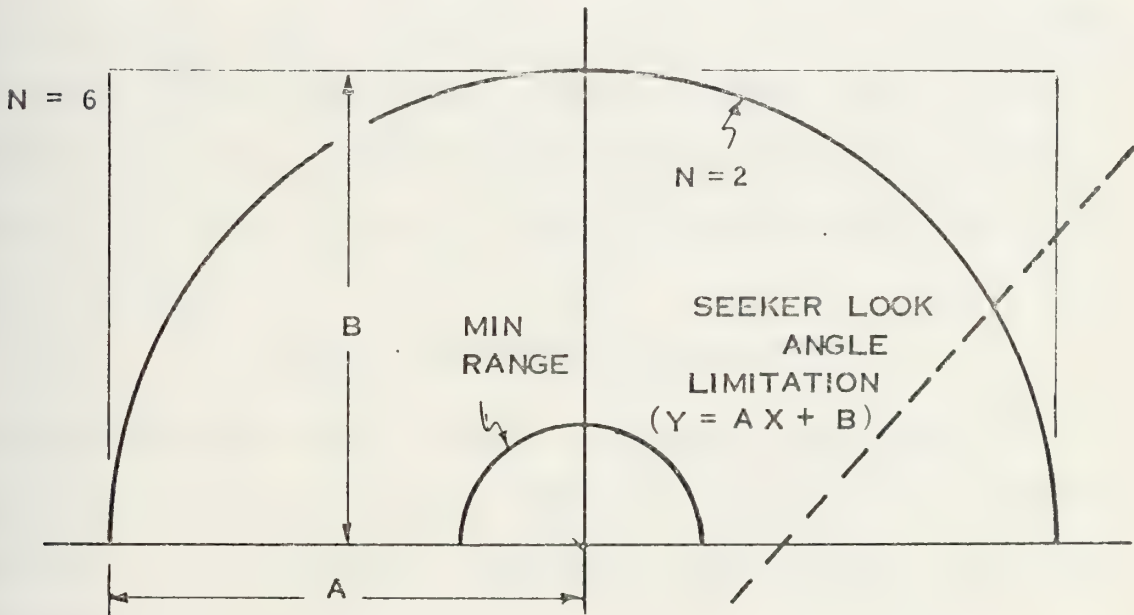 N = 6
N = 2
B
MIN
RANGE
SEEKER LOOK
ANGLE
LIMITATION
(Y = AX + B)
A